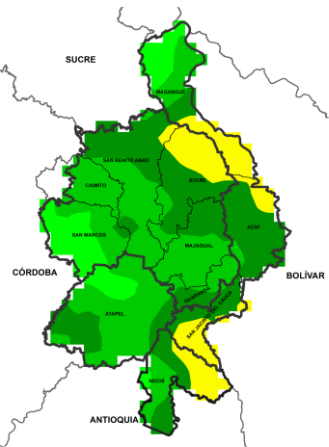 SUCRE
MAGANGUE
SAN BENITO ABAD
CAIMITO
SUCRE
SAN MARCOS
ACHÍ
MAJAGUAL
CÓRDOBA
BOLÍVAR
GUARANDA
SAN JACINTO DEL CAUCA
AYAPEL
NECHÍ
ANTIOQUIA